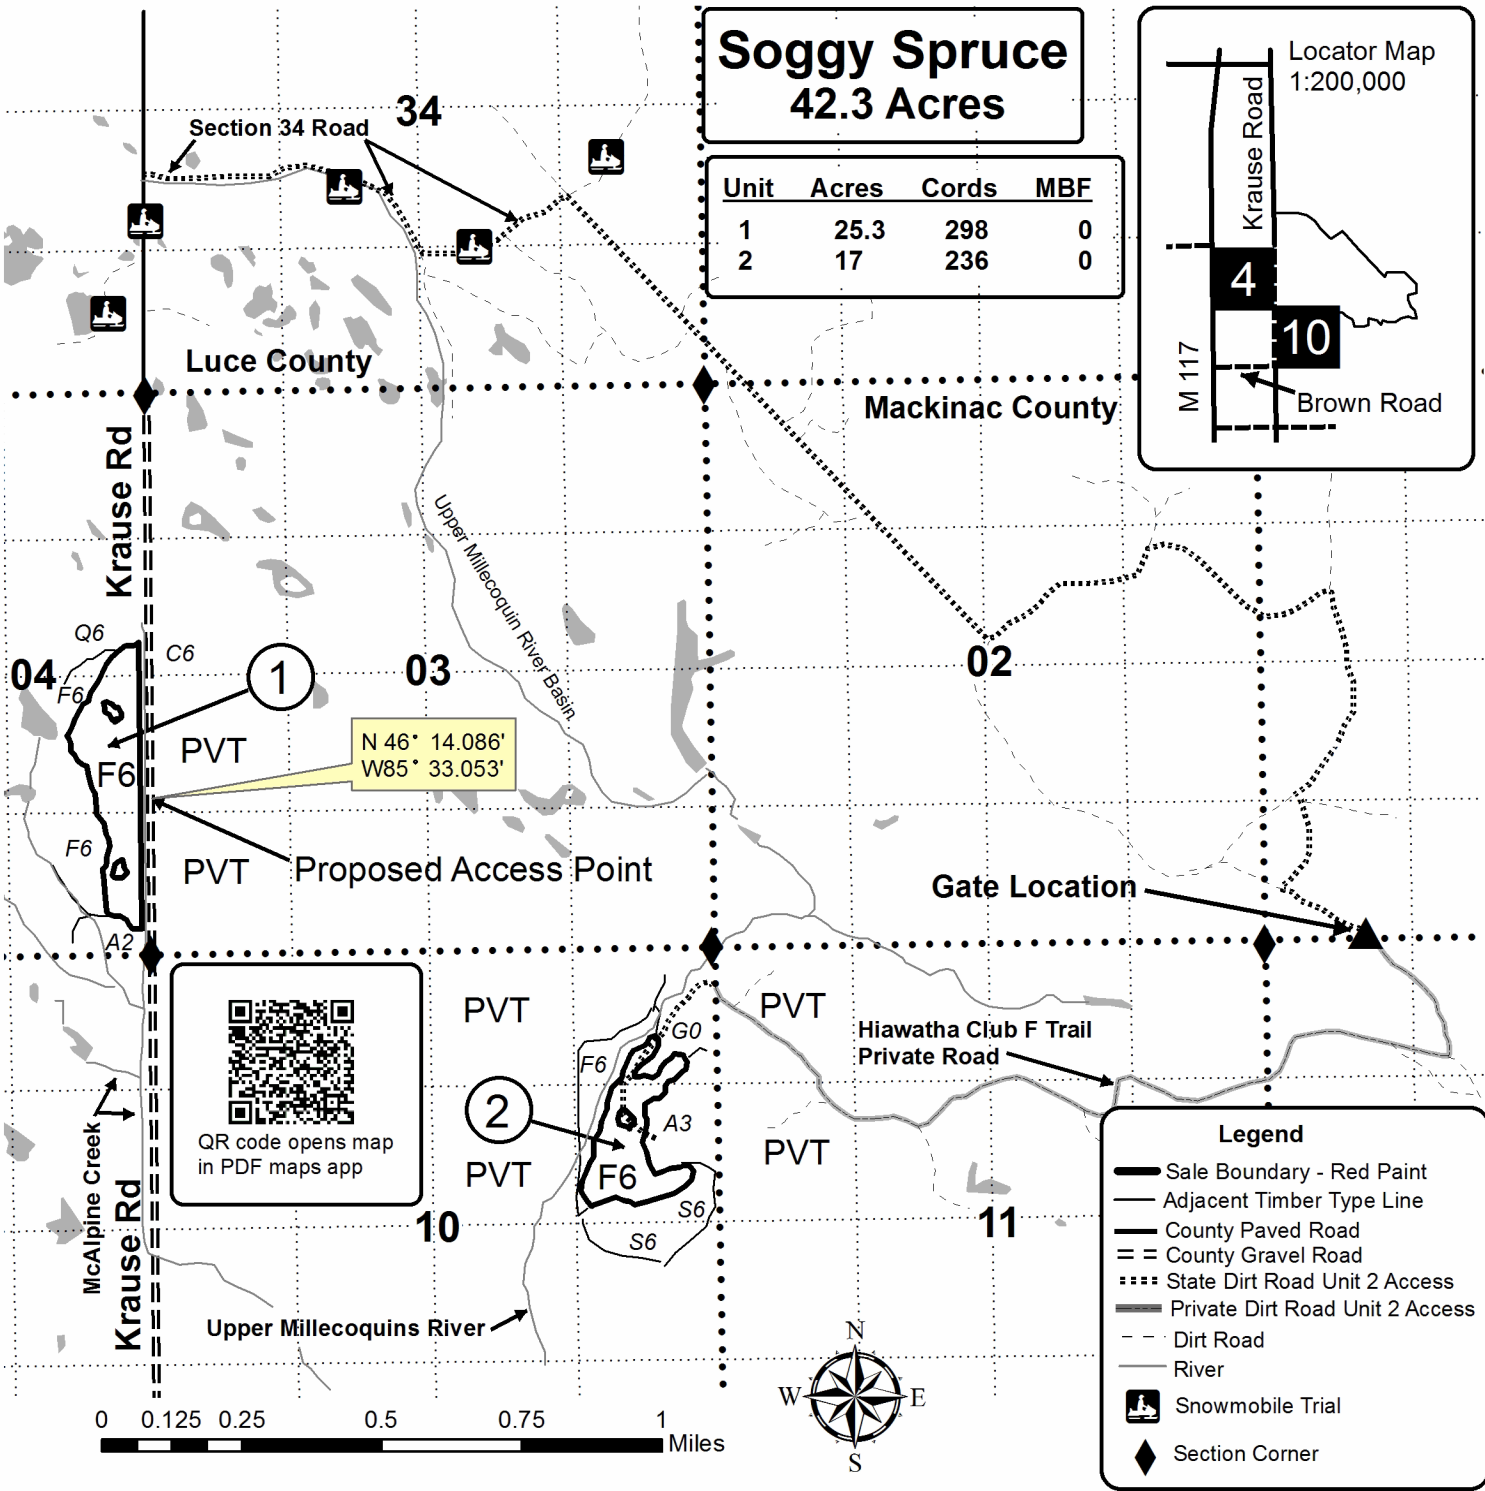 Soggy Spruce
42.3 Acres
Unit Acres Cords MBF
1 25.3 298 0
2 17 236 0
Locator Map
1:200,000
Krause Road
4
10
M 117
Brown Road
34
Section 34 Road
Luce County
Mackinac County
Krause Rd
Upper Millecoquin River Basin
Q6
C6
04
F6
1
03
02
PVT
N 46° 14.086'
W85° 33.053'
F6
F6
PVT
Proposed Access Point
Gate Location
A2
PVT
PVT
G0
Hiawatha Club F Trail
Private Road
F6
2
A3
PVT
PVT
F6
S6
S6
QR code opens map
in PDF maps app
McAlpine Creek
Krause Rd
10
11
Upper Millecoquins River
N
W
E
S
0 0.125 0.25 0.5 0.75 1
Miles
Legend
Sale Boundary - Red Paint
Adjacent Timber Type Line
County Paved Road
County Gravel Road
State Dirt Road Unit 2 Access
Private Dirt Road Unit 2 Access
Dirt Road
River
Snowmobile Trial
Section Corner